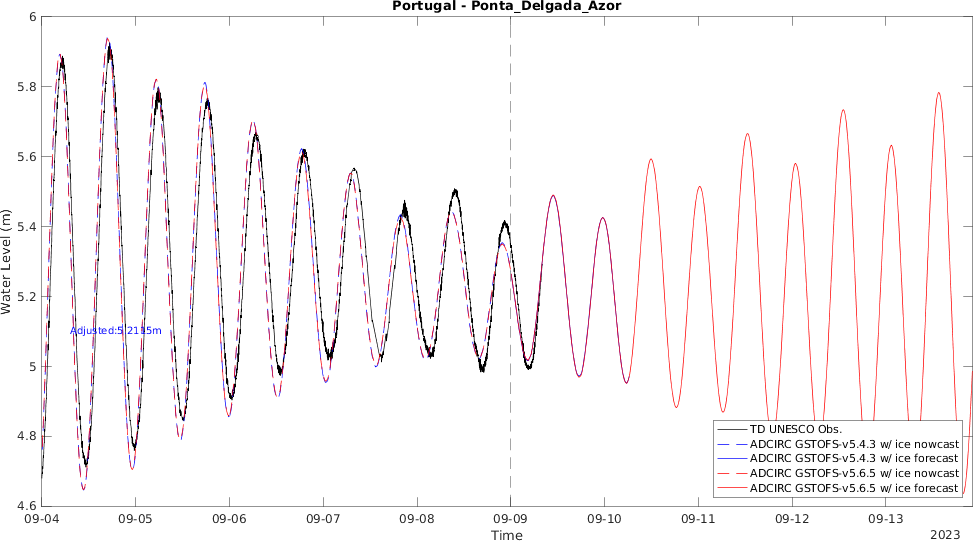 Portugal - Ponta_Delgada_Azor
6
5.8
5.6
5.4
5.2
5
4.8
4.6
Water Level (m)
Adjusted:5.2115m
TD UNESCO Obs.
ADCIRC GSTOFS-v5.4.3 w/ ice nowcast
ADCIRC GSTOFS-v5.4.3 w/ ice forecast
ADCIRC GSTOFS-v5.6.5 w/ ice nowcast
ADCIRC GSTOFS-v5.6.5 w/ ice forecast
09-04 09-05 09-06 09-07 09-08 09-09 09-10 09-11 09-12 09-13
Time
2023